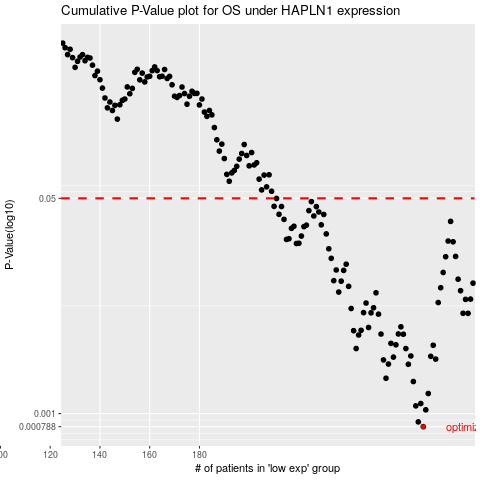 Cumulative P-Value plot for OS under HAPLN1 expression
P-Value(log10)
0.05
0.001
0.000788
optimi
00 140 160 180
# of patients in 'low exp' group